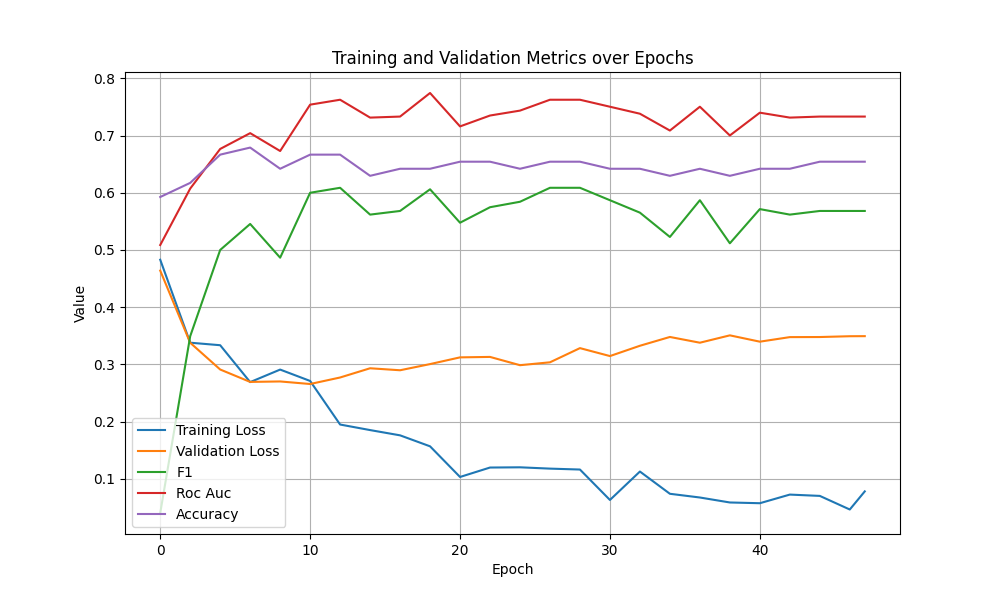 Training and Validation Metrics over Epochs
0.8
0.7
0.6
0.5
0.4
0.3
0.2
0.1
Value
Training Loss
Validation Loss
F1
Roc Auc
Accuracy
0 10 20 30 40
Epoch